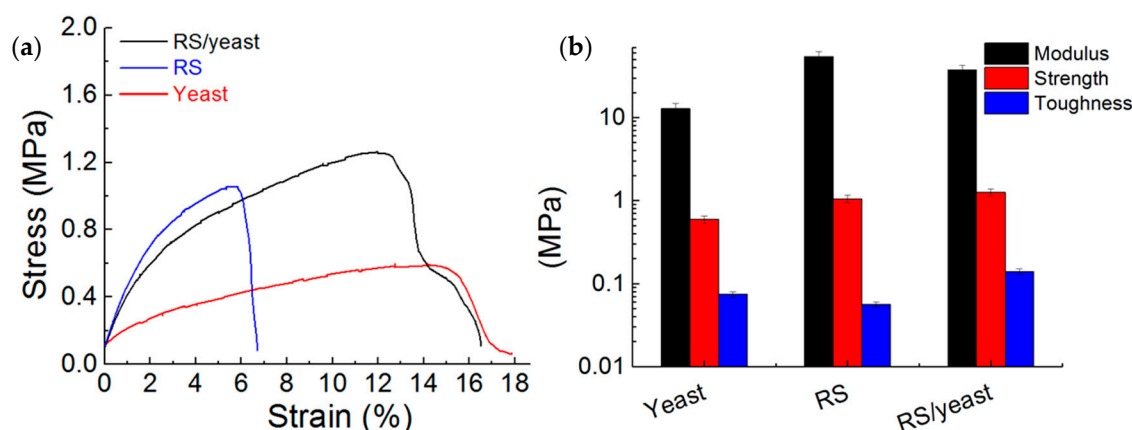 (a)
RS/yeast
RS
Yeast
Stress (MPa)
2.0
1.6
1.2
0.8
0.4
0.0
0 2 4 6 8 10 12 14 16 18
Strain (%)
(b)
Modulus
Strength
Toughness
(MPa)
10
1
0.1
0.01
Yeast
RS
RS/yeast